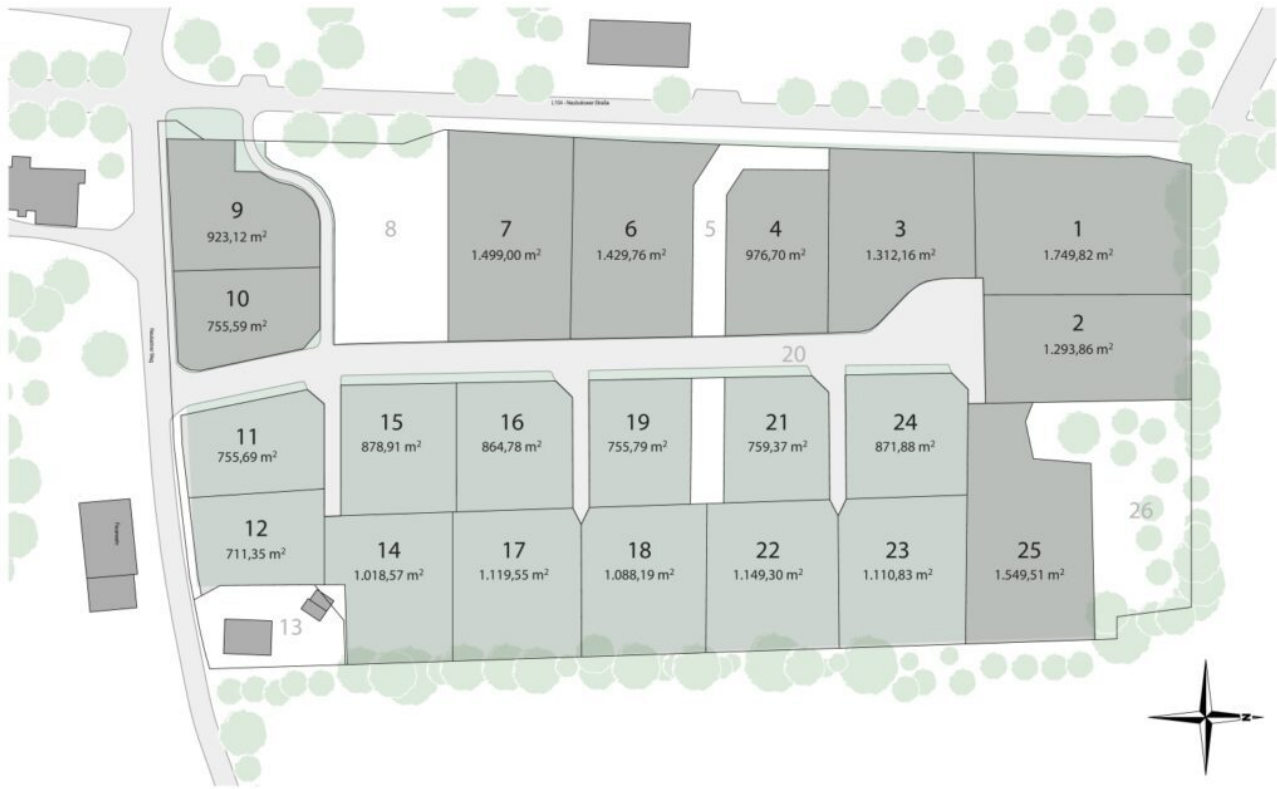 L104 - Neubukower Straße
9
923,12 m²
8
7
1.499,00 m²
6
1.429,76 m²
5
4
976,70 m²
3
1.312,16 m²
1
1.749,82 m²
10
755,59 m²
2
1.293,86 m²
20
11
755,69 m²
15
878,91 m²
16
864,78 m²
19
755,79 m²
21
759,37 m²
24
871,88 m²
12
711,35 m²
14
1.018,57 m²
17
1.119,55 m²
18
1.088,19 m²
22
1.149,30 m²
23
1.110,83 m²
25
1.549,51 m²
26
13
N